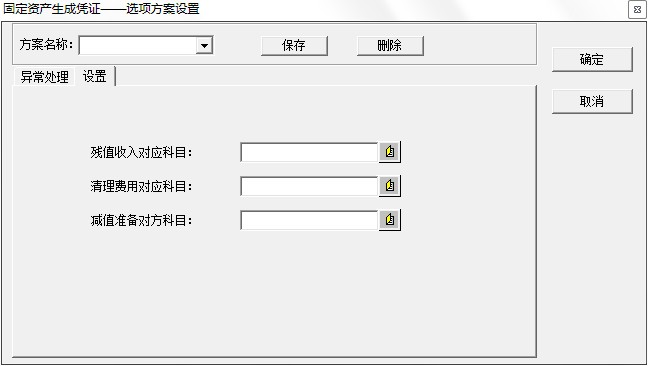 固定资产生成凭证——选项方案设置
方案名称： 保存 删除
确定
异常处理 设置
取消
残值收入对应科目：
清理费用对应科目：
减值准备对方科目：